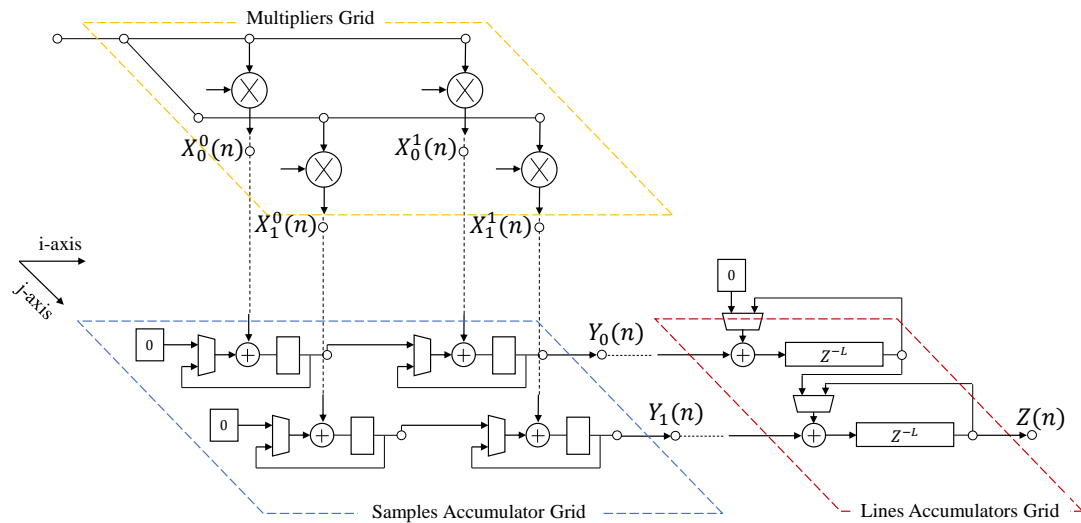 Multipliers Grid
$X_0^0(n)$
$X_0^1(n)$
$X_1^0(n)$
$X_1^1(n)$
i-axis
j-axis
0
0
$Y_0(n)$
$Z^{-L}$
0
$Y_1(n)$
$Z^{-L}$
$Z(n)$
Samples Accumulator Grid
Lines Accumulators Grid